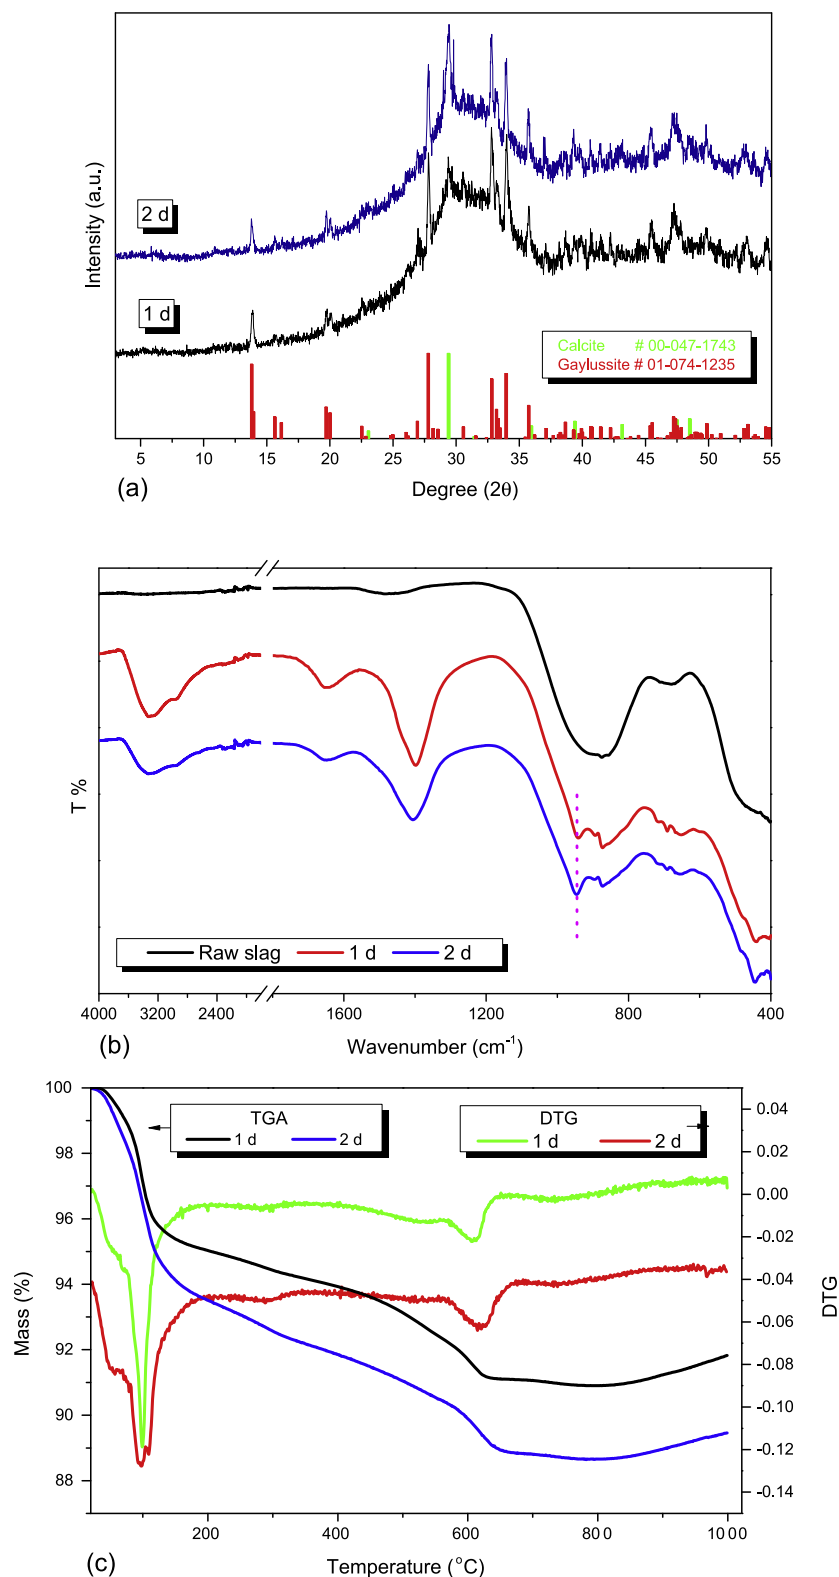 Intensity (a.u.)
2 d
1 d
Calcite # 00-047-1743
Gaylussite # 01-074-1235
5 10 15 20 25 30 35 40 45 50 55
(a)
Degree (2θ)
T %
Raw slag 1 d 2 d
4000 3200 2400 1600 1200 800 400
(b)
Wavenumber (cm-1)
100
98
96
94
92
90
88
Mass (%)
TGA
1 d 2 d
DTG
1 d 2 d
0.04
0.02
0.00
-0.02
-0.04
-0.06
-0.08
-0.10
-0.12
-0.14
DTG
200 400 600 800 1000
(c)
Temperature (°C)